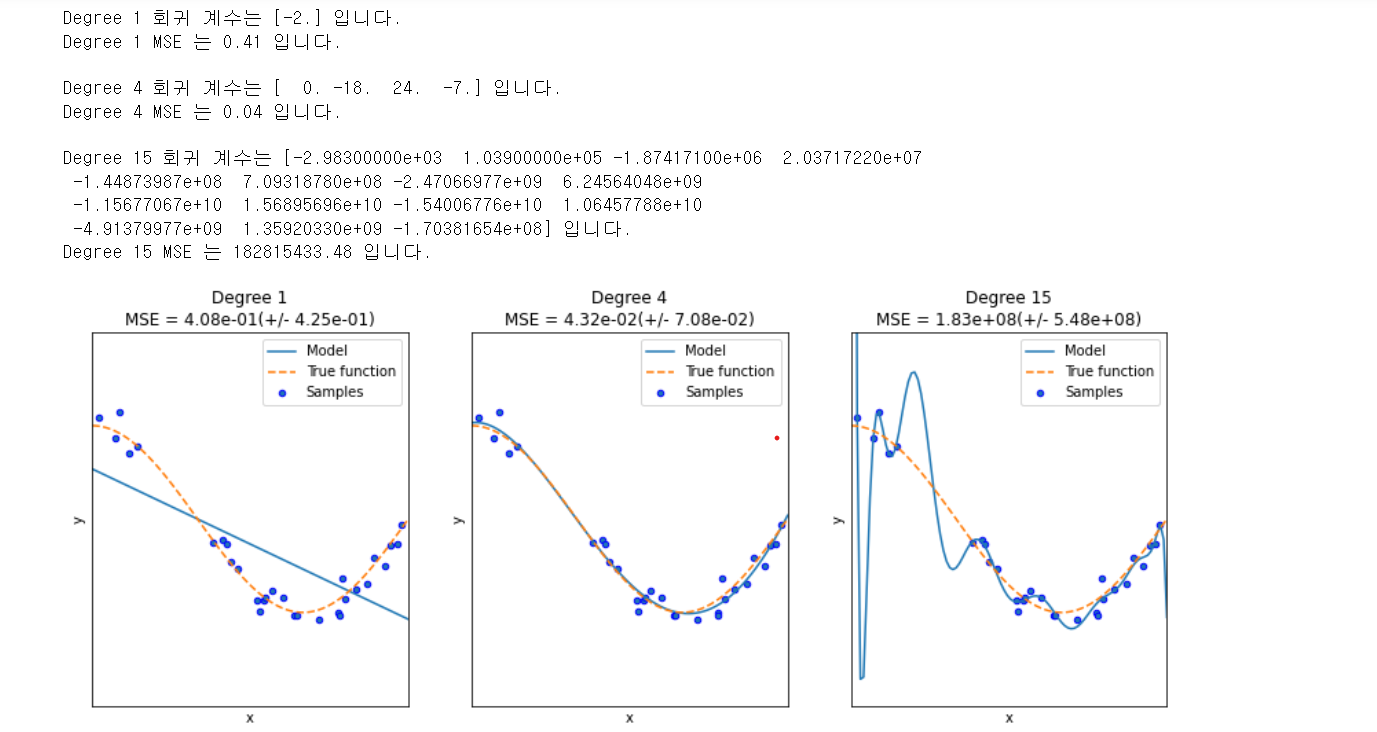 Degree 1 회귀 계수는 [-2.] 입니다.
Degree 1 MSE 는 0.41 입니다.
Degree 4 회귀 계수는 [  0. -18.  24.  -7.] 입니다.
Degree 4 MSE 는 0.04 입니다.
Degree 15 회귀 계수는 [-2.98300000e+03  1.03900000e+05 -1.87417100e+06  2.03717220e+07
-1.44873987e+08  7.09318780e+08 -2.47066977e+09  6.24564048e+09
-1.15677067e+10  1.56895696e+10 -1.54006776e+10  1.06457788e+10
-4.91379977e+09  1.35920330e+09 -1.70381654e+08] 입니다.
Degree 15 MSE 는 182815433.48 입니다.
Degree 1
MSE = 4.08e-01(+/- 4.25e-01)
Model
True function
Samples
y
x
Degree 4
MSE = 4.32e-02(+/- 7.08e-02)
Model
True function
Samples
y
x
Degree 15
MSE = 1.83e+08(+/- 5.48e+08)
Model
True function
Samples
y
x